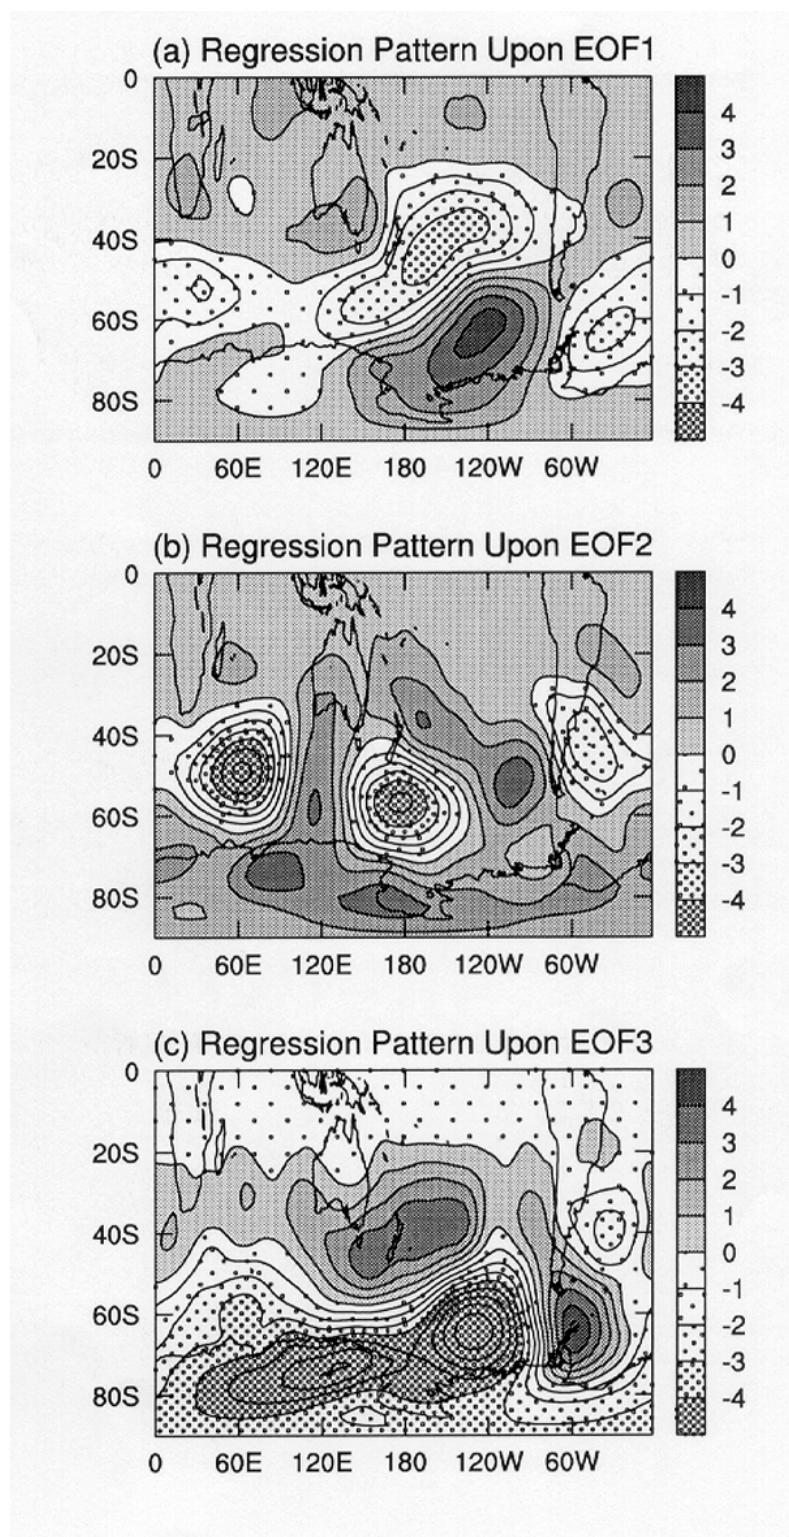 (a) Regression Pattern Upon EOF1
0
20S
40S
60S
80S
0 60E 120E 180 120W 60W
4
3
2
1
0
-1
-2
-3
-4
(b) Regression Pattern Upon EOF2
0
20S
40S
60S
80S
0 60E 120E 180 120W 60W
4
3
2
1
0
-1
-2
-3
-4
(c) Regression Pattern Upon EOF3
0
20S
40S
60S
80S
0 60E 120E 180 120W 60W
4
3
2
1
0
-1
-2
-3
-4